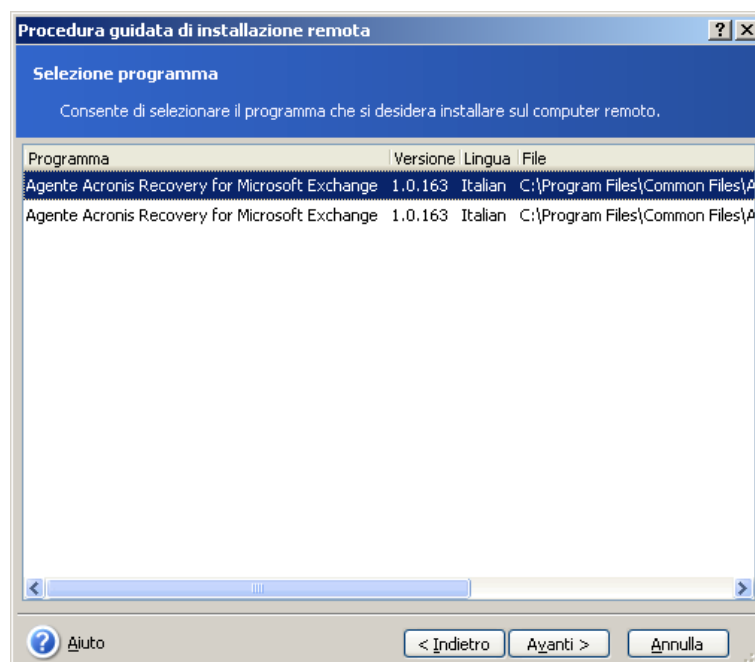 Procedura guidata di installazione remota
Selezione programma
Consente di selezionare il programma che si desidera installare sul computer remoto.
Programma Versione Lingua File
Agente Acronis Recovery for Microsoft Exchange 1.0.163 Italian C:\Program Files\Common Files\A
Agente Acronis Recovery for Microsoft Exchange 1.0.163 Italian C:\Program Files\Common Files\A
Aiuto < Indietro Avanti > Annulla